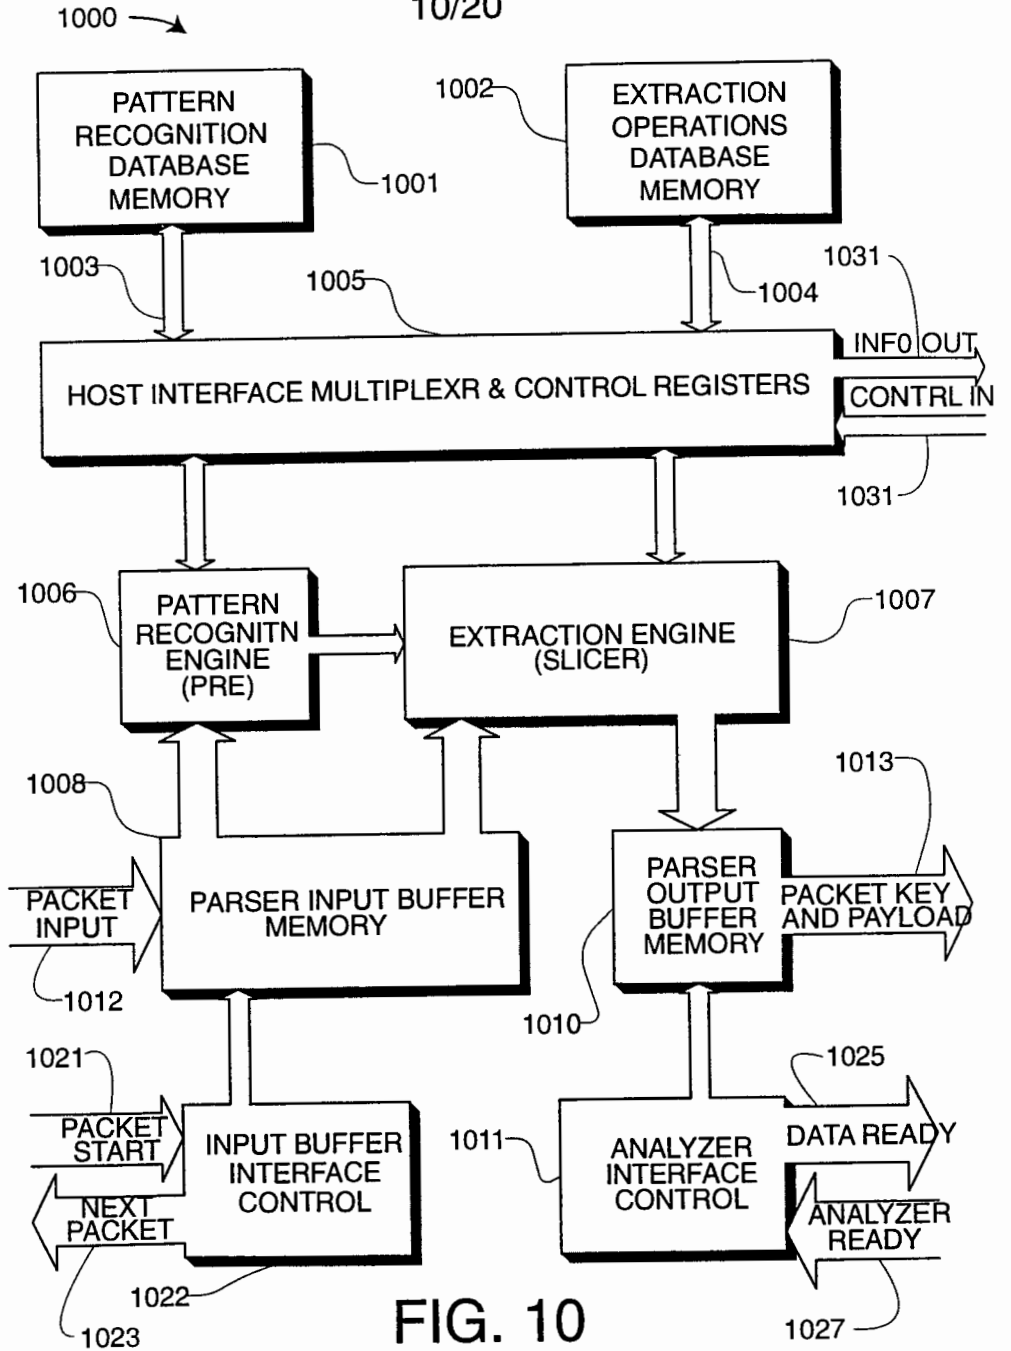 10/20
1000
PATTERN
RECOGNITION
DATABASE
MEMORY
1001
1002
EXTRACTION
OPERATIONS
DATABASE
MEMORY
1003
1005
1004
1031
INFO OUT
HOST INTERFACE MULTIPLEXR & CONTROL REGISTERS
CONTRL IN
1031
1006
PATTERN
RECOGNITN
ENGINE
(PRE)
EXTRACTION ENGINE
(SLICER)
1007
1008
1013
PACKET
INPUT
1012
PARSER INPUT BUFFER
MEMORY
PARSER
OUTPUT
BUFFER
MEMORY
PACKET KEY
AND PAYLOAD
1010
1021
PACKET
START
NEXT
PACKET
1023
INPUT BUFFER
INTERFACE
CONTROL
1022
1011
ANALYZER
INTERFACE
CONTROL
1025
DATA READY
ANALYZER
READY
1027
FIG. 10